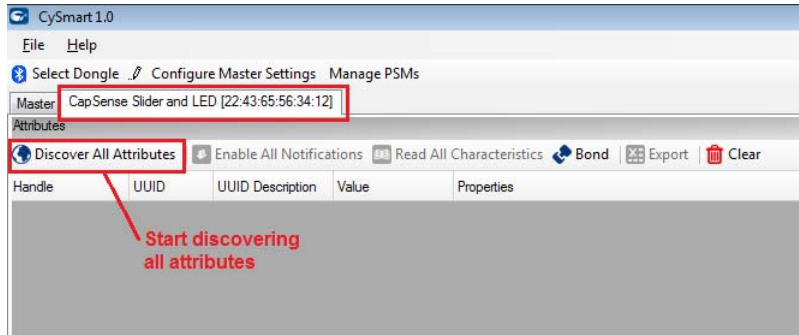 CySmart 1.0
File Help
Select Dongle Configure Master Settings Manage PSMs
Master CapSense Slider and LED [22:43:65:56:34:12]
Attributes
Discover All Attributes Enable All Notifications Read All Characteristics Bond Export Clear
Handle UUID UUID Description Value Properties
Start discovering
all attributes